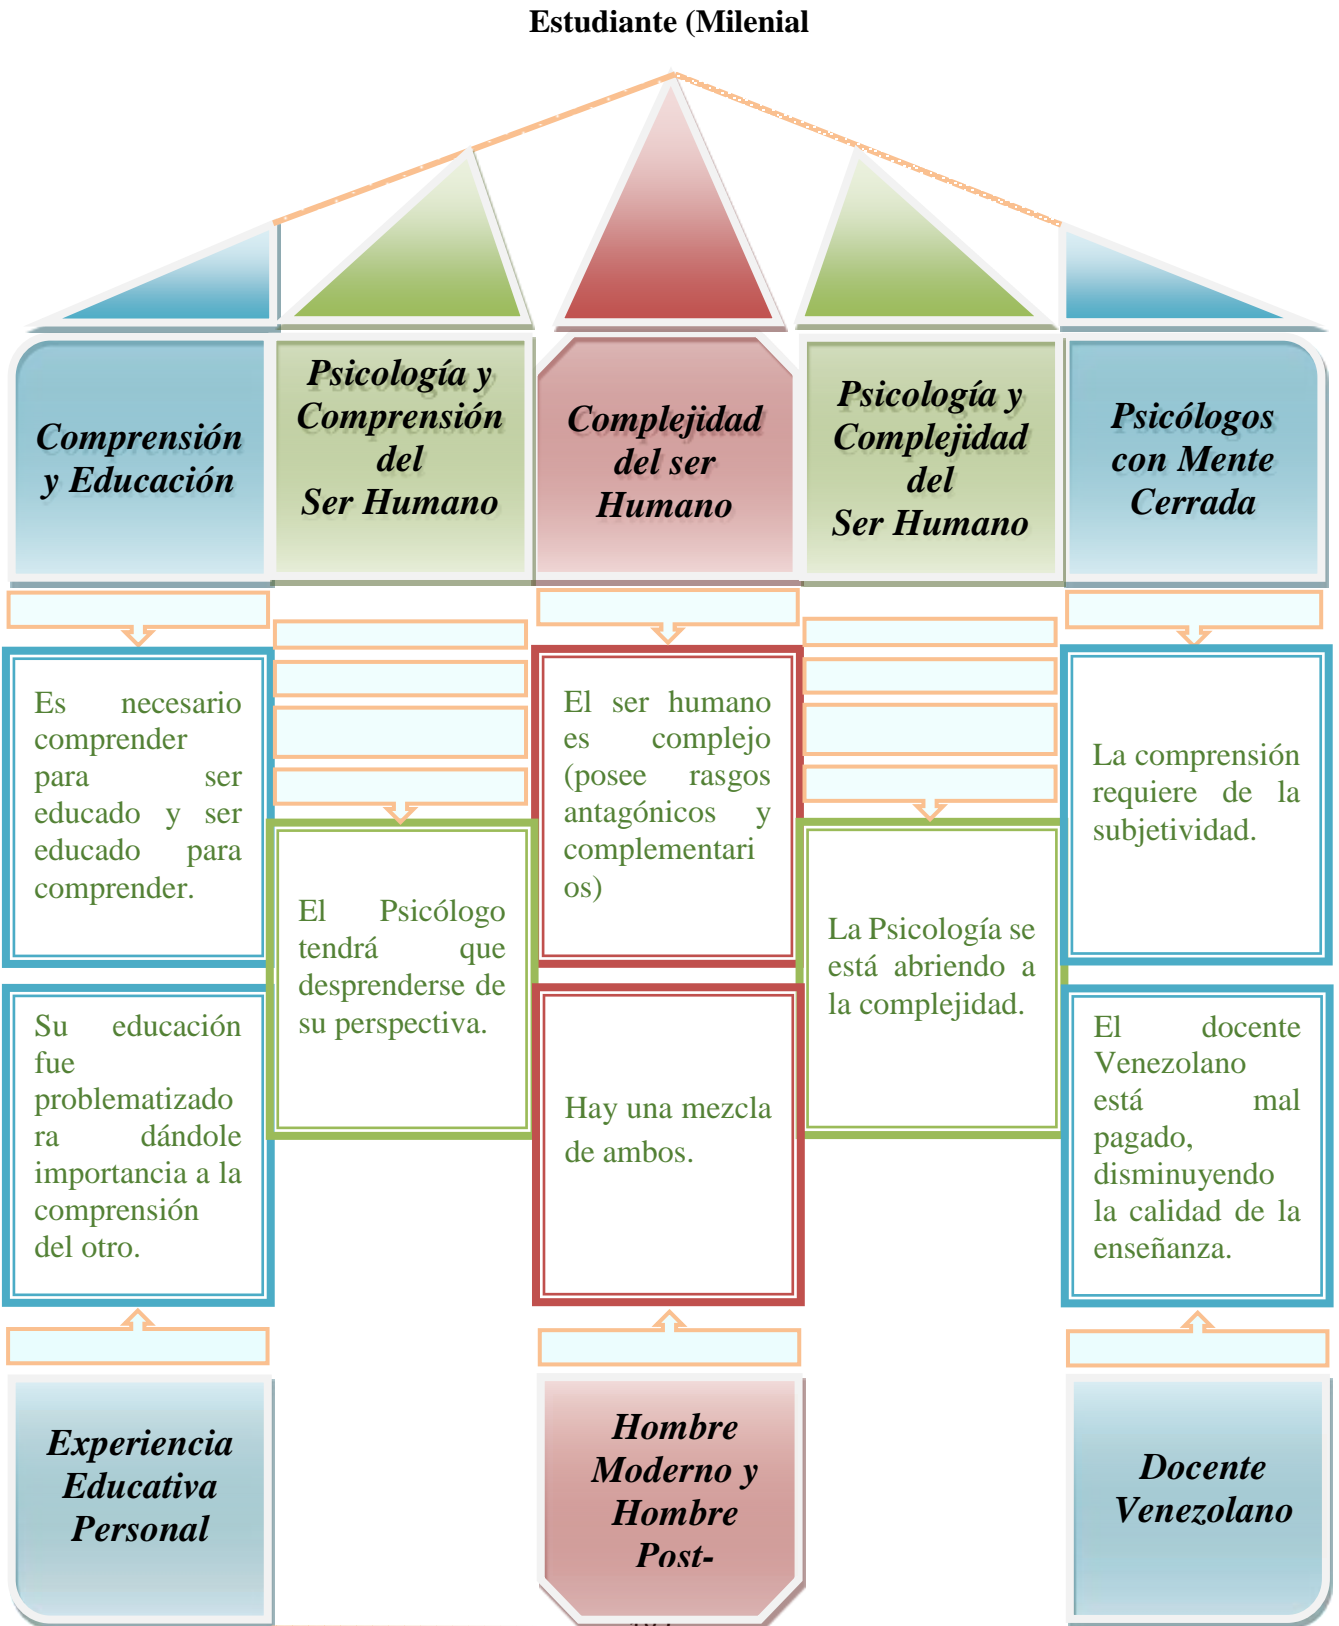 Estudiante (Milenial
Comprensión
y Educación
Psicología y
Comprensión
del
Ser Humano
Complejidad
del ser
Humano
Psicología y
Complejidad
del
Ser Humano
Psicólogos
con Mente
Cerrada
Es necesario
comprender
para ser
educado y ser
educado para
comprender.
El Psicólogo
tendrá que
desprenderse de
su perspectiva.
El ser humano
es complejo
(posee rasgos
antagónicos y
complementari
os)
La Psicología se
está abriendo a
la complejidad.
La comprensión
requiere de la
subjetividad.
Su educación
fue
problematizado
ra dándole
importancia a la
comprensión
del otro.
Hay una mezcla
de ambos.
El docente
Venezolano
está mal
pagado,
disminuyendo
la calidad de la
enseñanza.
Experiencia
Educativa
Personal
Hombre
Moderno y
Hombre
Post-
Docente
Venezolano